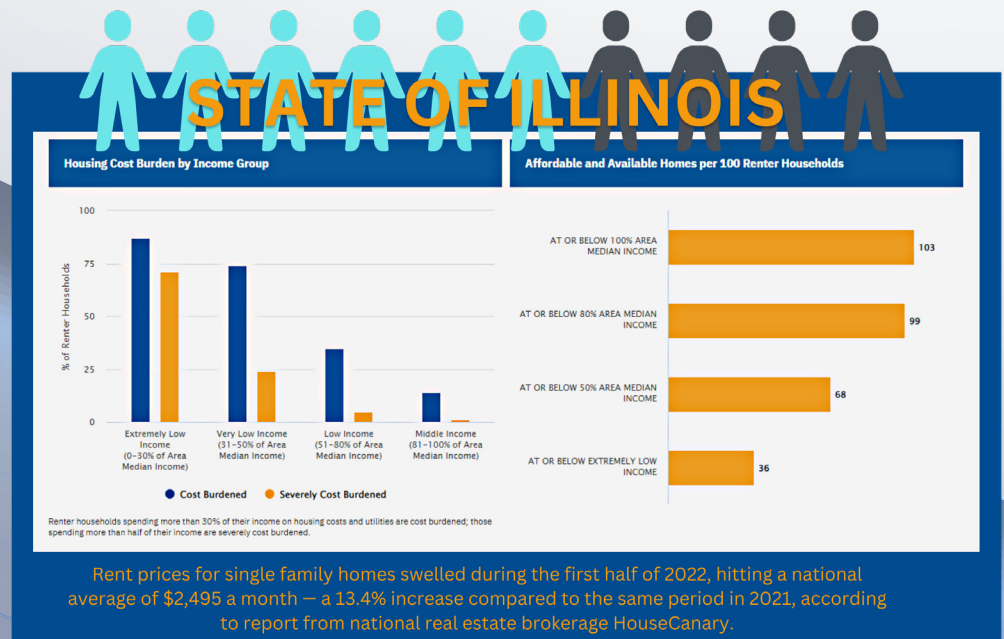 STATE OF ILLINOIS
Housing Cost Burden by Income Group
100
75
50
25
0
% of Renter Households
Extremely Low
Income
(0–30% of Area
Median Income)
Very Low Income
(31–50% of Area
Median Income)
Low Income
(51–80% of Area
Median Income)
Middle Income
(81–100% of Area
Median Income)
Cost Burdened
Severely Cost Burdened
Renter households spending more than 30% of their income on housing costs and utilities are cost burdened; those
spending more than half of their income are severely cost burdened.
Affordable and Available Homes per 100 Renter Households
AT OR BELOW 100% AREA
MEDIAN INCOME
103
AT OR BELOW 80% AREA MEDIAN
INCOME
99
AT OR BELOW 50% AREA MEDIAN
INCOME
68
AT OR BELOW EXTREMELY LOW
INCOME
36
Rent prices for single family homes swelled during the first half of 2022, hitting a national
average of $2,495 a month — a 13.4% increase compared to the same period in 2021, according
to report from national real estate brokerage HouseCanary.